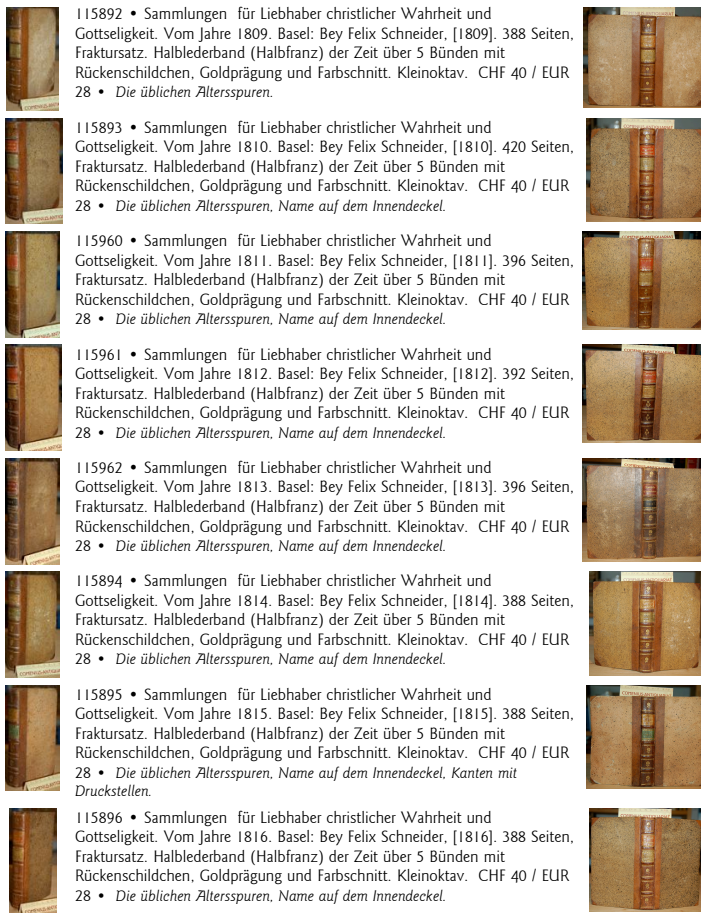 115892 • Sammlungen für Liebhaber christlicher Wahrheit und
Gottseligkeit. Vom Jahre 1809. Basel: Bey Felix Schneider, [1809]. 388 Seiten,
Fraktursatz. Halblederband (Halbfranz) der Zeit über 5 Bünden mit
Rückenschildchen, Goldprägung und Farbschnitt. Kleinoktav. CHF 40 / EUR
28 • Die üblichen Altersspuren.
115893 • Sammlungen für Liebhaber christlicher Wahrheit und
Gottseligkeit. Vom Jahre 1810. Basel: Bey Felix Schneider, [1810]. 420 Seiten,
Fraktursatz. Halblederband (Halbfranz) der Zeit über 5 Bünden mit
Rückenschildchen, Goldprägung und Farbschnitt. Kleinoktav. CHF 40 / EUR
28 • Die üblichen Altersspuren, Name auf dem Innendeckel.
115960 • Sammlungen für Liebhaber christlicher Wahrheit und
Gottseligkeit. Vom Jahre 1811. Basel: Bey Felix Schneider, [1811]. 396 Seiten,
Fraktursatz. Halblederband (Halbfranz) der Zeit über 5 Bünden mit
Rückenschildchen, Goldprägung und Farbschnitt. Kleinoktav. CHF 40 / EUR
28 • Die üblichen Altersspuren, Name auf dem Innendeckel.
115961 • Sammlungen für Liebhaber christlicher Wahrheit und
Gottseligkeit. Vom Jahre 1812. Basel: Bey Felix Schneider, [1812]. 392 Seiten,
Fraktursatz. Halblederband (Halbfranz) der Zeit über 5 Bünden mit
Rückenschildchen, Goldprägung und Farbschnitt. Kleinoktav. CHF 40 / EUR
28 • Die üblichen Altersspuren, Name auf dem Innendeckel.
115962 • Sammlungen für Liebhaber christlicher Wahrheit und
Gottseligkeit. Vom Jahre 1813. Basel: Bey Felix Schneider, [1813]. 396 Seiten,
Fraktursatz. Halblederband (Halbfranz) der Zeit über 5 Bünden mit
Rückenschildchen, Goldprägung und Farbschnitt. Kleinoktav. CHF 40 / EUR
28 • Die üblichen Altersspuren, Name auf dem Innendeckel.
115894 • Sammlungen für Liebhaber christlicher Wahrheit und
Gottseligkeit. Vom Jahre 1814. Basel: Bey Felix Schneider, [1814]. 388 Seiten,
Fraktursatz. Halblederband (Halbfranz) der Zeit über 5 Bünden mit
Rückenschildchen, Goldprägung und Farbschnitt. Kleinoktav. CHF 40 / EUR
28 • Die üblichen Altersspuren, Name auf dem Innendeckel.
115895 • Sammlungen für Liebhaber christlicher Wahrheit und
Gottseligkeit. Vom Jahre 1815. Basel: Bey Felix Schneider, [1815]. 388 Seiten,
Fraktursatz. Halblederband (Halbfranz) der Zeit über 5 Bünden mit
Rückenschildchen, Goldprägung und Farbschnitt. Kleinoktav. CHF 40 / EUR
28 • Die üblichen Altersspuren, Name auf dem Innendeckel, Kanten mit
Druckstellen.
115896 • Sammlungen für Liebhaber christlicher Wahrheit und
Gottseligkeit. Vom Jahre 1816. Basel: Bey Felix Schneider, [1816]. 388 Seiten,
Fraktursatz. Halblederband (Halbfranz) der Zeit über 5 Bünden mit
Rückenschildchen, Goldprägung und Farbschnitt. Kleinoktav. CHF 40 / EUR
28 • Die üblichen Altersspuren, Name auf dem Innendeckel.